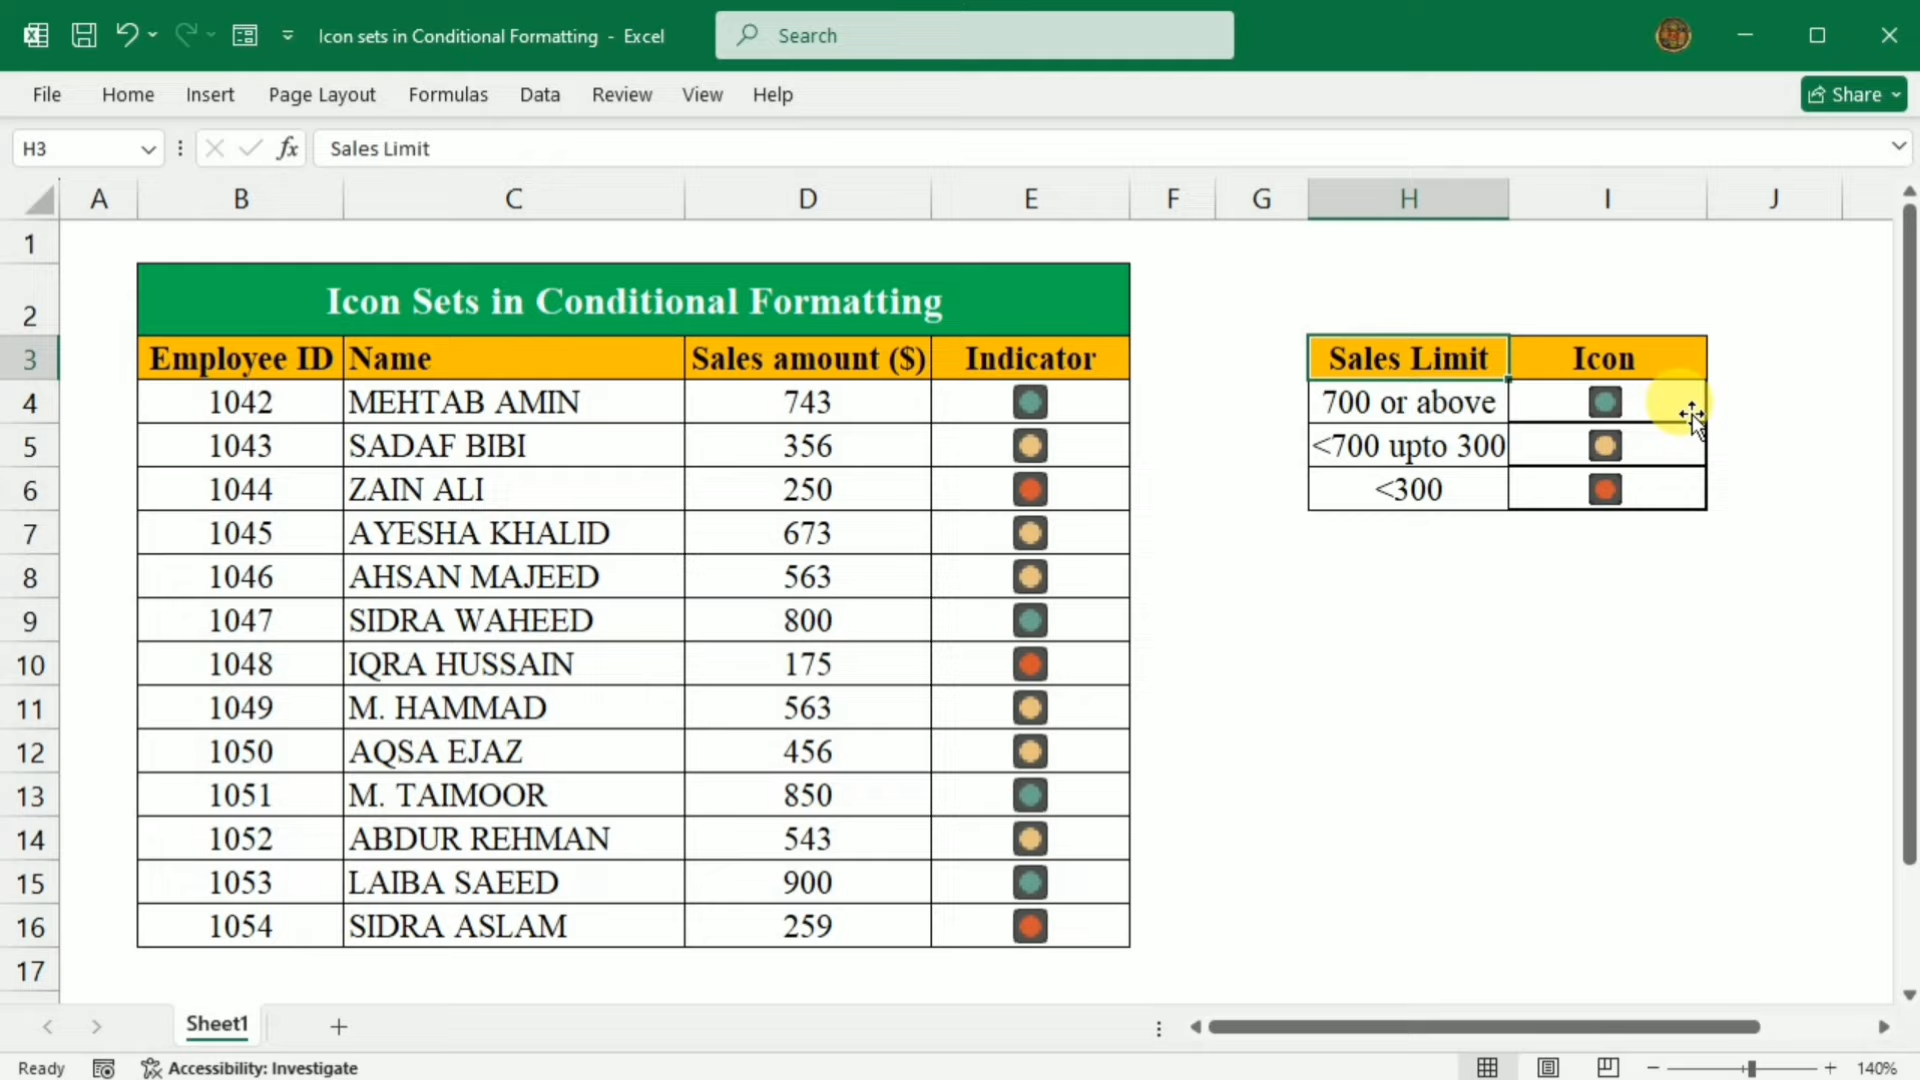 Icon sets in Conditional Formatting - Excel
Search
File Home Insert Page Layout Formulas Data Review View Help
Share
H3
fx
Sales Limit
A B C D E F G H I J
1
2 Icon Sets in Conditional Formatting
3 Employee ID Name Sales amount ($) Indicator Sales Limit Icon
4 1042 MEHTAB AMIN 743 700 or above
5 1043 SADAF BIBI 356 <700 upto 300
6 1044 ZAIN ALI 250 <300
7 1045 AYESHA KHALID 673
8 1046 AHSAN MAJEED 563
9 1047 SIDRA WAHEED 800
10 1048 IQRA HUSSAIN 175
11 1049 M. HAMMAD 563
12 1050 AQSA EJAZ 456
13 1051 M. TAIMOOR 850
14 1052 ABDUR REHMAN 543
15 1053 LAIBA SAEED 900
16 1054 SIDRA ASLAM 259
17
Sheet1
Ready
Accessibility: Investigate
140%